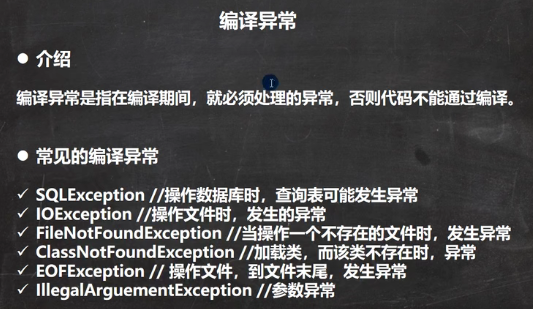 编译异常
● 介绍
编译异常是指在编译期间，就必须处理的异常，否则代码不能通过编译。
● 常见的编译异常
✓ SQLException //操作数据库时，查询表可能发生异常
✓ IOException //操作文件时，发生的异常
✓ FileNotFoundException //当操作一个不存在的文件时，发生异常
✓ ClassNotFoundException //加载类，而该类不存在时，异常
✓ EOFException // 操作文件，到文件末尾，发生异常
✓ IllegalArguementException //参数异常